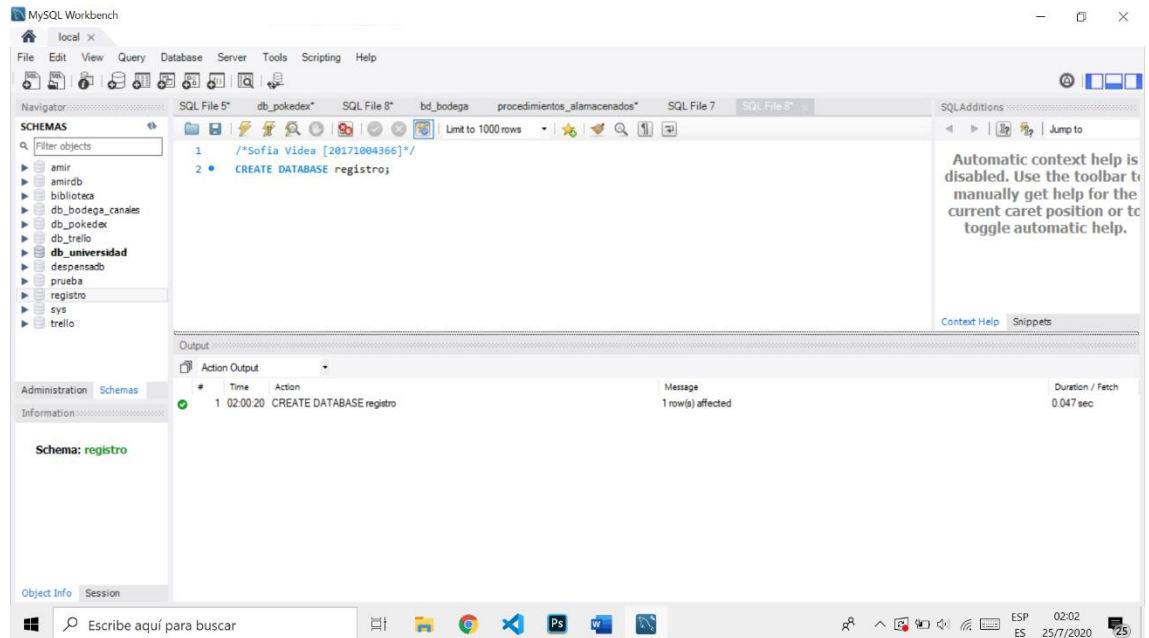 MySQL Workbench
local
File Edit View Query Database Server Tools Scripting Help
Navigator
SCHEMAS
Filter objects
amir
amirdb
biblioteca
db_bodega_canales
db_pokedex
db_trello
db_universidad
despensadb
prueba
registro
sys
trello
Administration Schemas
Information
Schema: registro
Object Info Session
SQL File 5* db_pokedex* SQL File 8* bd_bodega procedimientos_alamacenados* SQL File 7 SQL File 8*
Limit to 1000 rows
1 /*Sofia Videa [20171004366]*/
2 CREATE DATABASE registro;
SQLAdditions
Jump to
Automatic context help is
disabled. Use the toolbar to
manually get help for the
current caret position or to
toggle automatic help.
Context Help Snippets
Output
Action Output
# Time Action Message Duration / Fetch
1 02:00:20 CREATE DATABASE registro 1 row(s) affected 0.047 sec
Escribe aquí para buscar
Ps
W
ESP
ES
02:02
25/7/2020
25